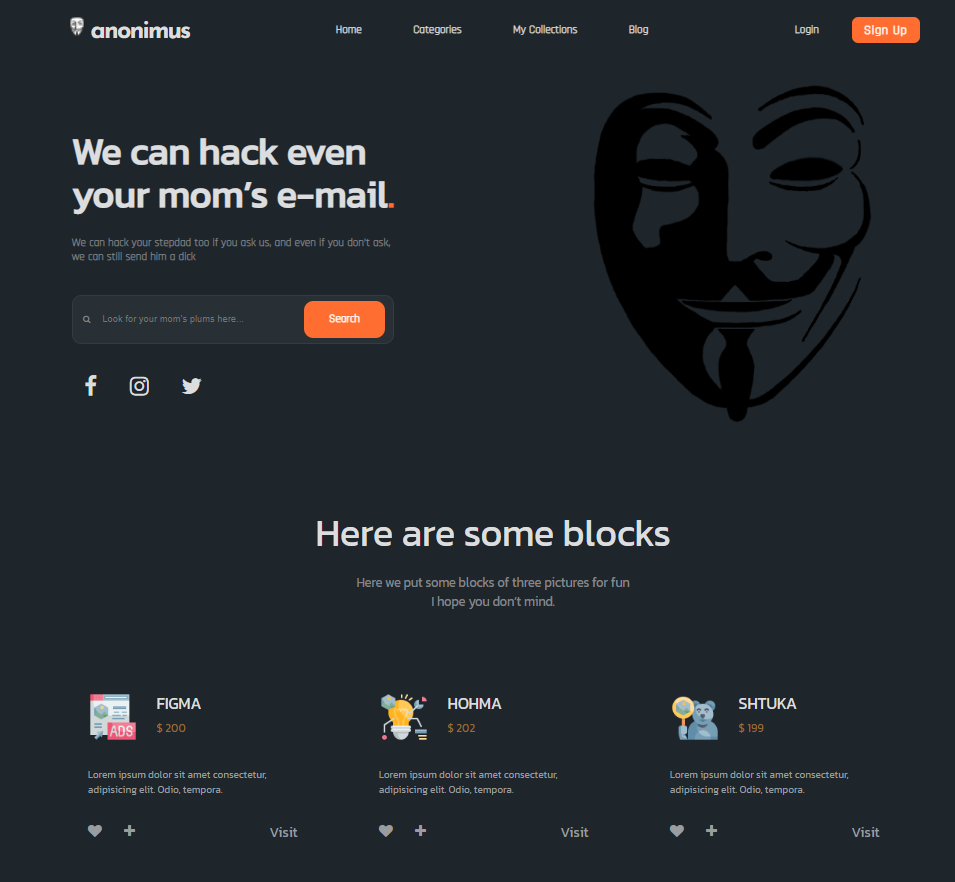 anonimus
Home
Categories
My Collections
Blog
Login
Sign Up
We can hack even
your mom’s e-mail.
We can hack your stepdad too if you ask us, and even if you don't ask,
we can still send him a dick
Look for your mom's plums here...
Search
Here are some blocks
Here we put some blocks of three pictures for fun
I hope you don't mind.
ADS
FIGMA
$ 200
Lorem ipsum dolor sit amet consectetur,
adipisicing elit. Odio, tempora.
Visit
HOHMA
$ 202
Lorem ipsum dolor sit amet consectetur,
adipisicing elit. Odio, tempora.
Visit
SHTUKA
$ 199
Lorem ipsum dolor sit amet consectetur,
adipisicing elit. Odio, tempora.
Visit